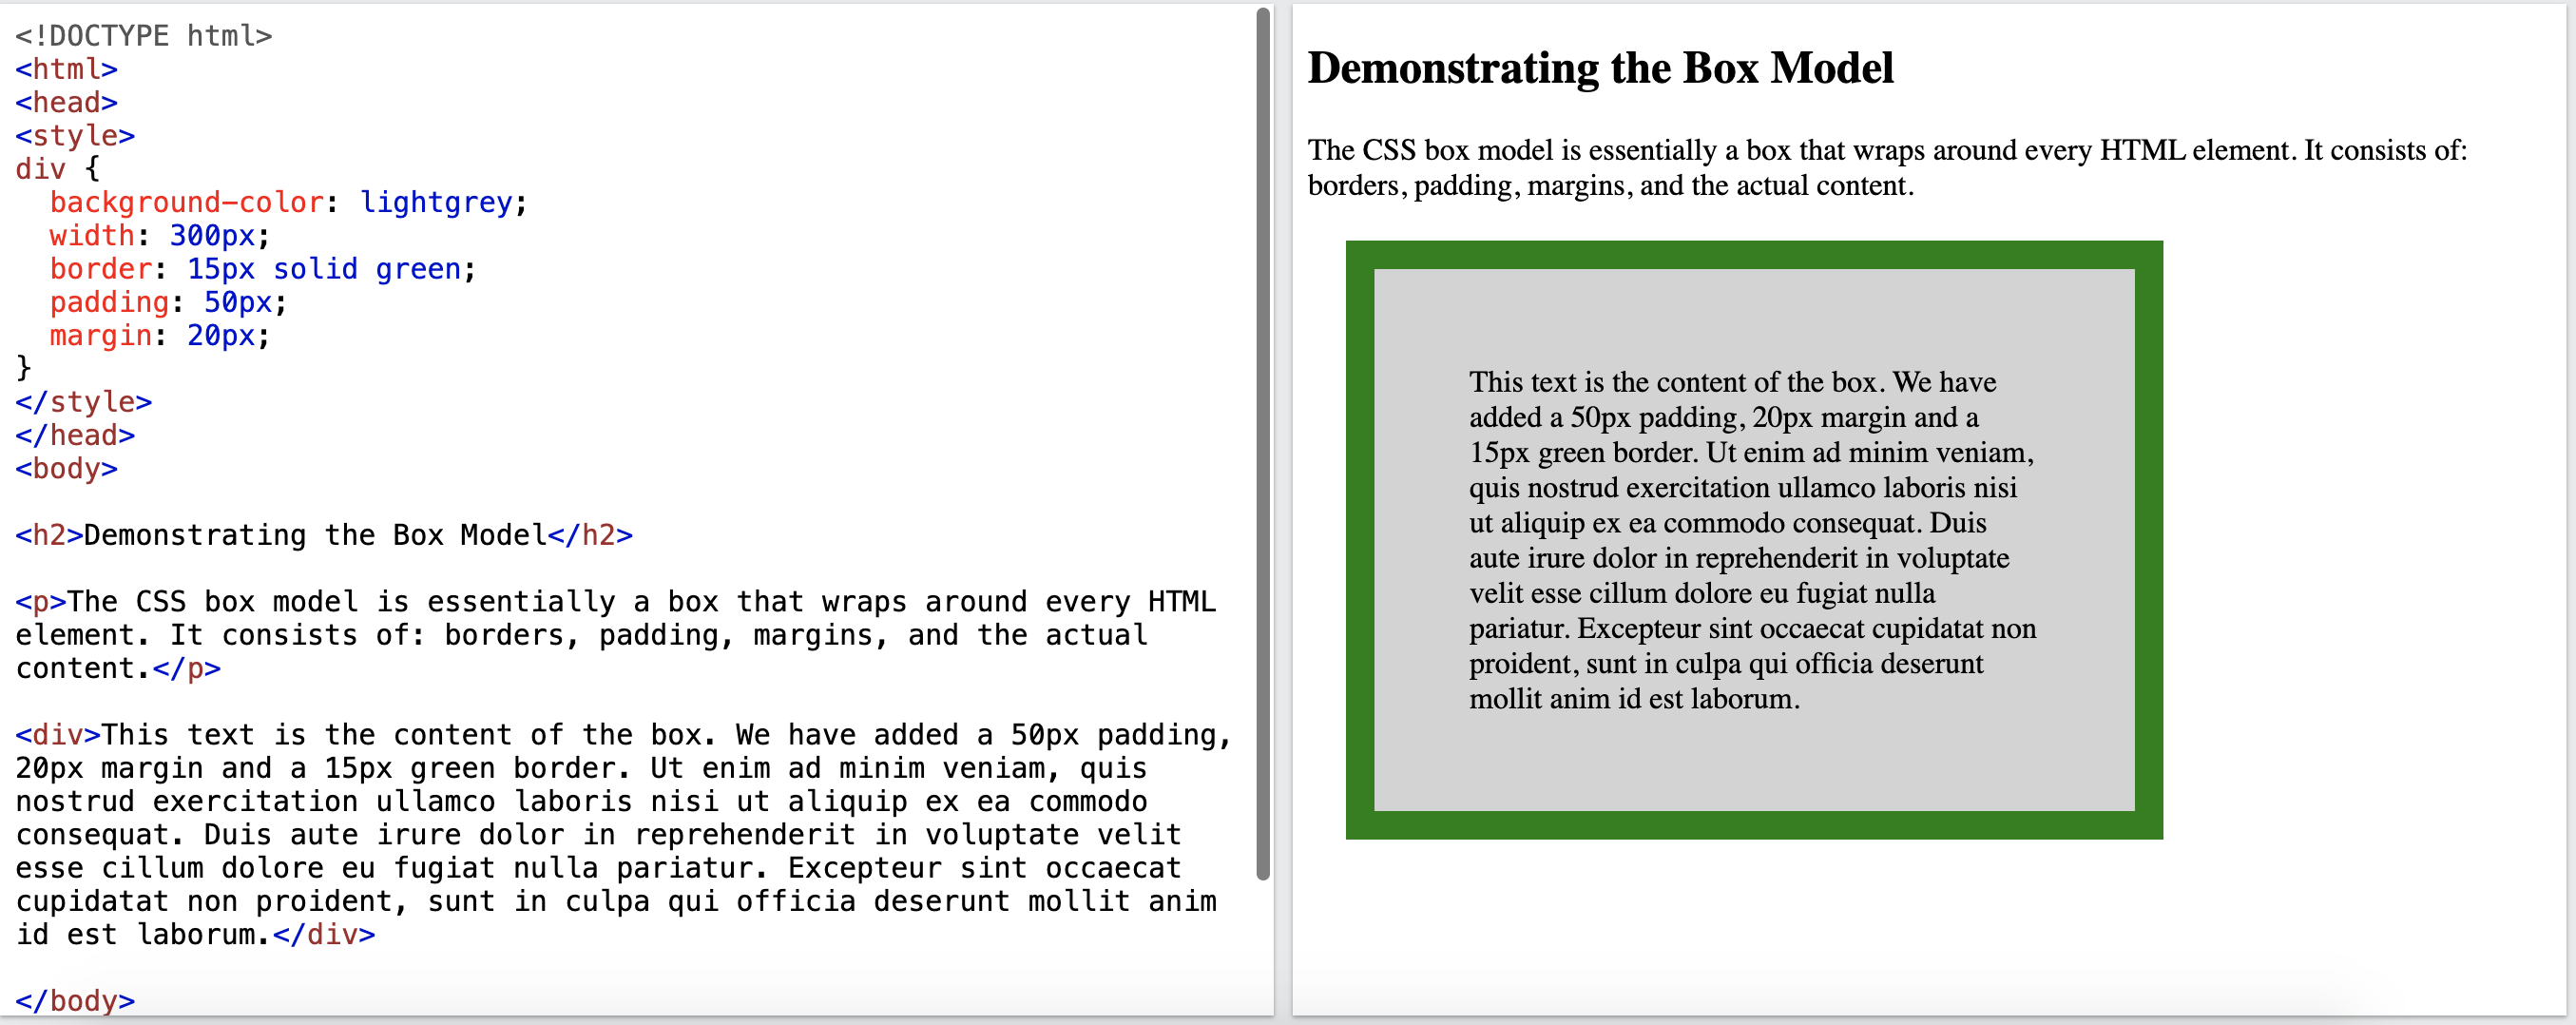 <!DOCTYPE html>
<html>
<head>
<style>
div {
  background-color: lightgrey;
  width: 300px;
  border: 15px solid green;
  padding: 50px;
  margin: 20px;
}
</style>
</head>
<body>

<h2>Demonstrating the Box Model</h2>

<p>The CSS box model is essentially a box that wraps around every HTML
element. It consists of: borders, padding, margins, and the actual
content.</p>

<div>This text is the content of the box. We have added a 50px padding,
20px margin and a 15px green border. Ut enim ad minim veniam, quis
nostrud exercitation ullamco laboris nisi ut aliquip ex ea commodo
consequat. Duis aute irure dolor in reprehenderit in voluptate velit
esse cillum dolore eu fugiat nulla pariatur. Excepteur sint occaecat
cupidatat non proident, sunt in culpa qui officia deserunt mollit anim
id est laborum.</div>

</body>
Demonstrating the Box Model
The CSS box model is essentially a box that wraps around every HTML element. It consists of:
borders, padding, margins, and the actual content.
This text is the content of the box. We have
added a 50px padding, 20px margin and a
15px green border. Ut enim ad minim veniam,
quis nostrud exercitation ullamco laboris nisi
ut aliquip ex ea commodo consequat. Duis
aute irure dolor in reprehenderit in voluptate
velit esse cillum dolore eu fugiat nulla
pariatur. Excepteur sint occaecat cupidatat non
proident, sunt in culpa qui officia deserunt
mollit anim id est laborum.